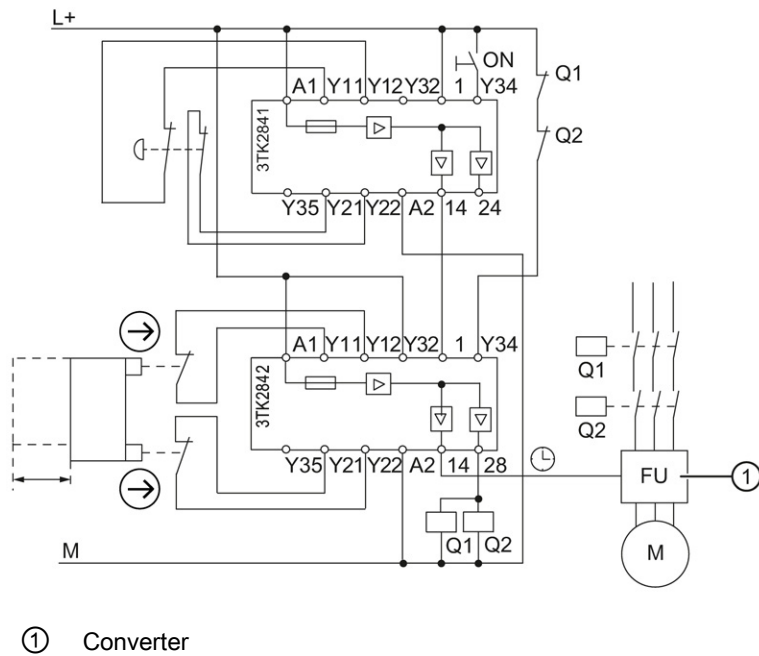 L+
ON
A1 Y11 Y12 Y32 1 Y34
Q1
3TK2841
Q2
Y35 Y21 Y22 A2 14 24
A1 Y11 Y12 Y32 1 Y34
Q1
3TK2842
Q2
Y35 Y21 Y22 A2 14 28
FU
1
Q1 Q2
M
M
1 Converter